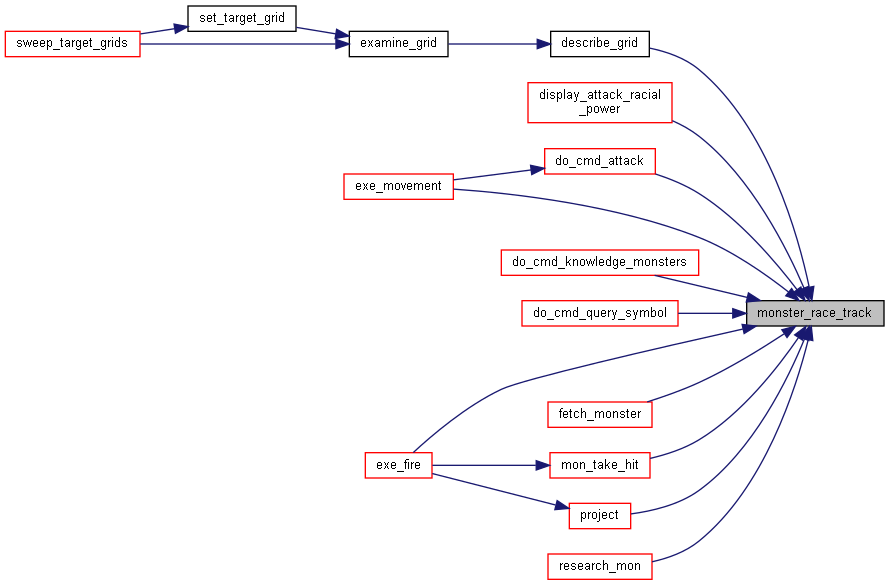 set_target_grid
sweep_target_grids
examine_grid
describe_grid
display_attack_racial
_power
do_cmd_attack
exe_movement
do_cmd_knowledge_monsters
do_cmd_query_symbol
monster_race_track
fetch_monster
exe_fire
mon_take_hit
project
research_mon